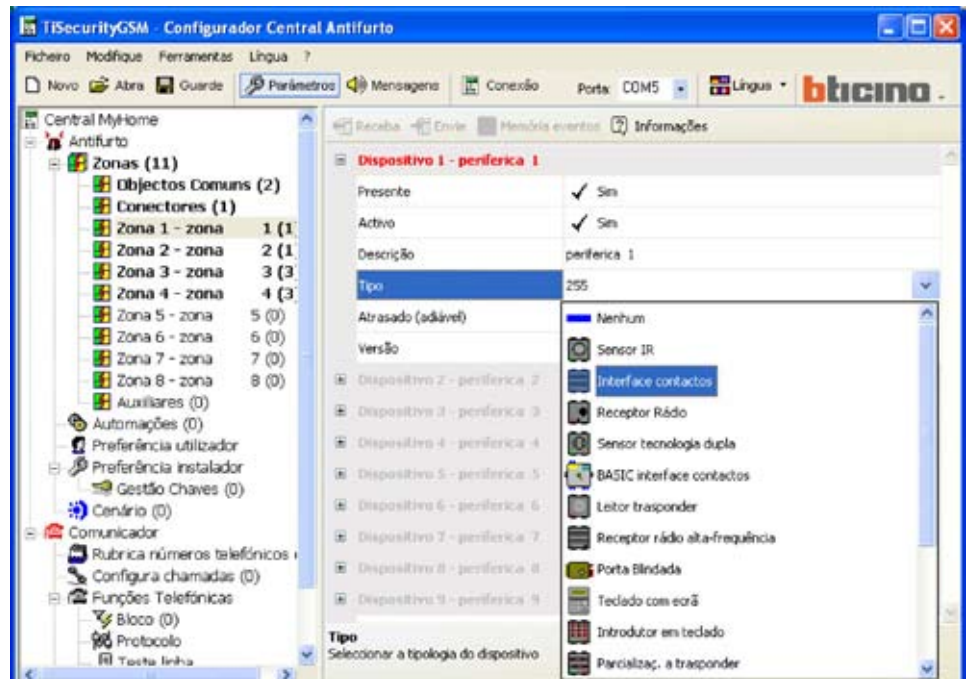 TiSecurityGSM - Configurador Central Antifurto
Ficheiro Modifique Ferramentas Língua ?
Novo Abra Guarde Parâmetros Mensagens Conexão Porta: COM5 Língua bticino
Receba Envie Memória eventos Informações
Central MyHome
Antifurto
Zonas (11)
Objectos Comuns (2)
Conectores (1)
Zona 1 - zona 1 (1
Zona 2 - zona 2 (1
Zona 3 - zona 3 (3
Zona 4 - zona 4 (3
Zona 5 - zona 5 (0)
Zona 6 - zona 6 (0)
Zona 7 - zona 7 (0)
Zona 8 - zona 8 (0)
Auxiliares (0)
Automações (0)
Preferência utilizador
Preferência instalador
Gestão Chaves (0)
Cenário (0)
Comunicador
Rubrica números telefónicos
Configura chamadas (0)
Funções Telefónicas
Bloco (0)
Protocolo
Teste linha
Dispositivo 1 - periferica 1
Presente Sim
Activo Sim
Descrição periferica 1
Tipo 255
Atrasado (adiável)
Versão
Dispositivo 2 - periferica 2
Dispositivo 3 - periferica 3
Dispositivo 4 - periferica 4
Dispositivo 5 - periferica 5
Dispositivo 6 - periferica 6
Dispositivo 7 - periferica 7
Dispositivo 8 - periferica 8
Dispositivo 9 - periferica 9
Nenhum
Sensor IR
Interface contactos
Receptor Rádo
Sensor tecnologia dupla
BASIC interface contactos
Leitor trasponder
Receptor rádio alta-frequência
Porta Blindada
Teclado com ecrã
Introdutor em teclado
Parcializaç. a trasponder
Tipo
Seleccionar a tipologia do dispositivo